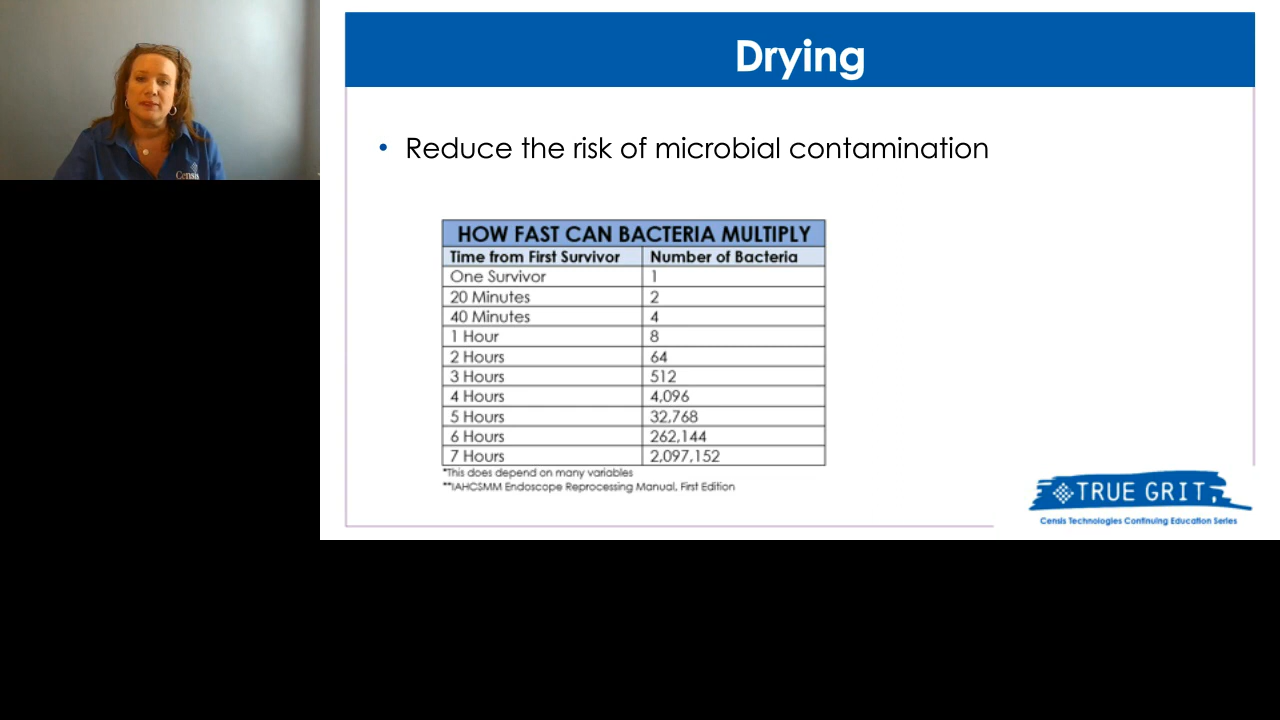 Drying
• Reduce the risk of microbial contamination
HOW FAST CAN BACTERIA MULTIPLY
Time from First Survivor Number of Bacteria
One Survivor 1
20 Minutes 2
40 Minutes 4
1 Hour 8
2 Hours 64
3 Hours 512
4 Hours 4,096
5 Hours 32,768
6 Hours 262,144
7 Hours 2,097,152
*This does depend on many variables
**IAHCSMM Endoscope Reprocessing Manual, First Edition
TRUE GRIT
Censis Technologies Continuing Education Series
Censis